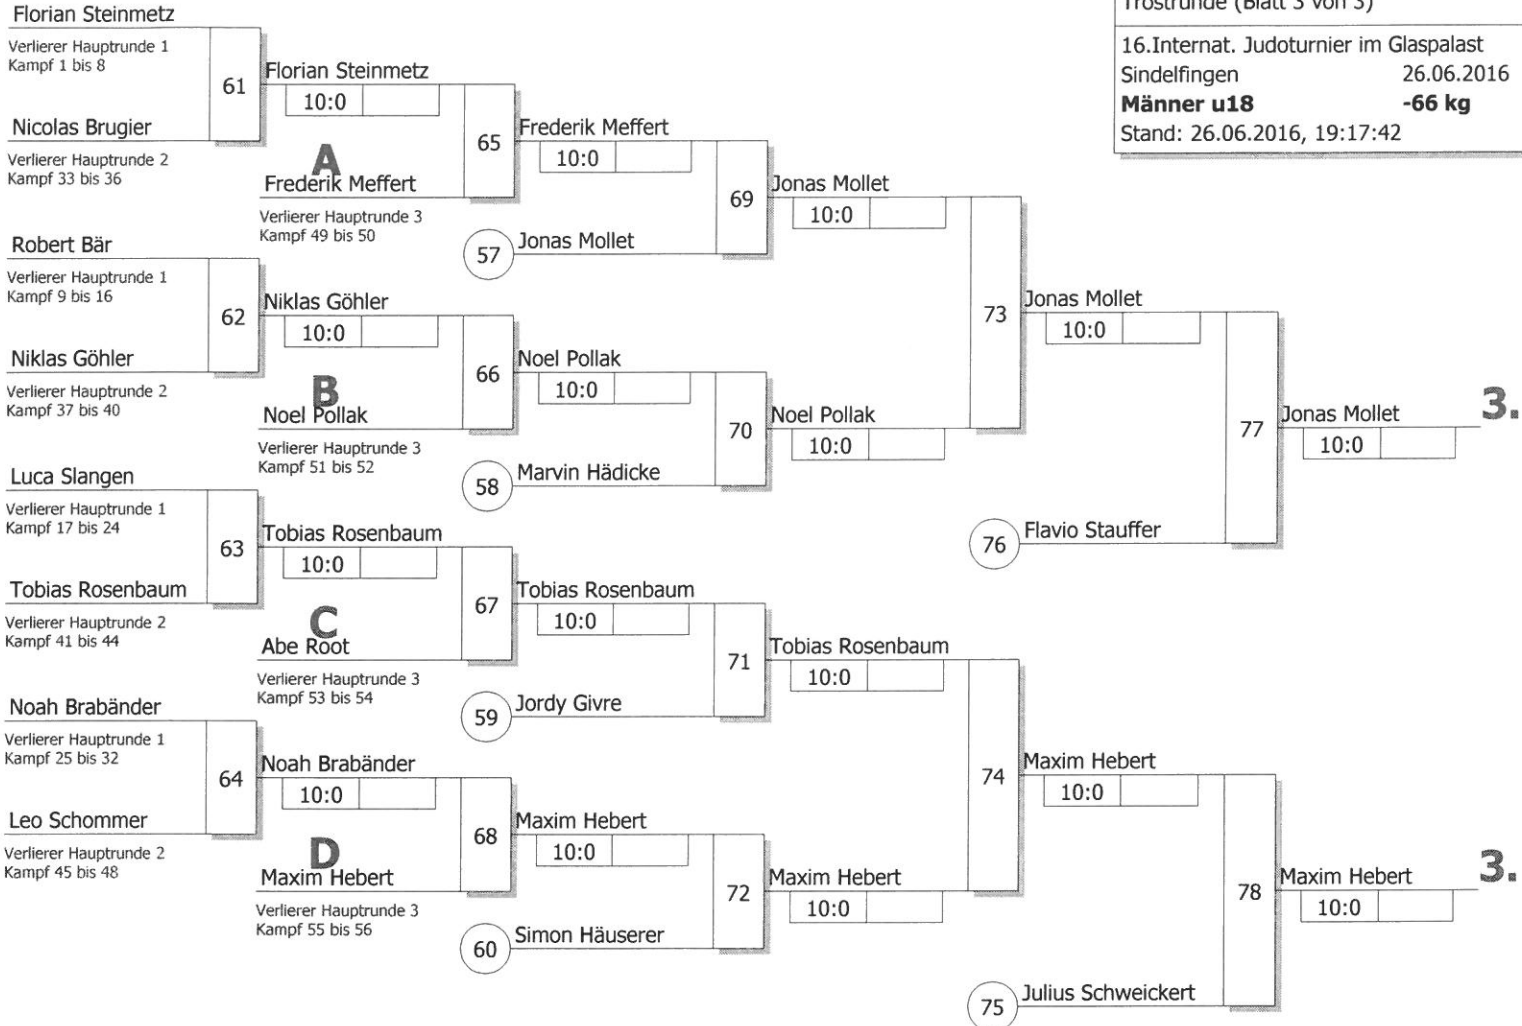 Trostrunde (Blatt 3 von 3)
16.Internat. Judoturnier im Glaspalast
Sindelfingen 26.06.2016
Männer u18 -66 kg
Stand: 26.06.2016, 19:17:42
Florian Steinmetz
Verlierer Hauptrunde 1
Kampf 1 bis 8
61
Nicolas Brugier
Verlierer Hauptrunde 2
Kampf 33 bis 36
Robert Bär
Verlierer Hauptrunde 1
Kampf 9 bis 16
62
Niklas Göhler
Verlierer Hauptrunde 2
Kampf 37 bis 40
Luca Slangen
Verlierer Hauptrunde 1
Kampf 17 bis 24
63
Tobias Rosenbaum
Verlierer Hauptrunde 2
Kampf 41 bis 44
Noah Brabänder
Verlierer Hauptrunde 1
Kampf 25 bis 32
64
Leo Schommer
Verlierer Hauptrunde 2
Kampf 45 bis 48
Florian Steinmetz
10:0
65
A
Frederik Meffert
Verlierer Hauptrunde 3
Kampf 49 bis 50
Niklas Göhler
10:0
66
B
Noel Pollak
Verlierer Hauptrunde 3
Kampf 51 bis 52
Tobias Rosenbaum
10:0
67
C
Abe Root
Verlierer Hauptrunde 3
Kampf 53 bis 54
Noah Brabänder
10:0
68
D
Maxim Hebert
Verlierer Hauptrunde 3
Kampf 55 bis 56
Frederik Meffert
10:0
69
57 Jonas Mollet
Noel Pollak
10:0
70
58 Marvin Hädicke
Tobias Rosenbaum
10:0
71
59 Jordy Givre
Maxim Hebert
10:0
72
60 Simon Häuserer
Jonas Mollet
10:0
73
Noel Pollak
10:0
Tobias Rosenbaum
10:0
74
Maxim Hebert
10:0
Jonas Mollet
10:0
77
76 Flavio Stauffer
Maxim Hebert
10:0
78
75 Julius Schweickert
Jonas Mollet 3.
10:0
Maxim Hebert 3.
10:0